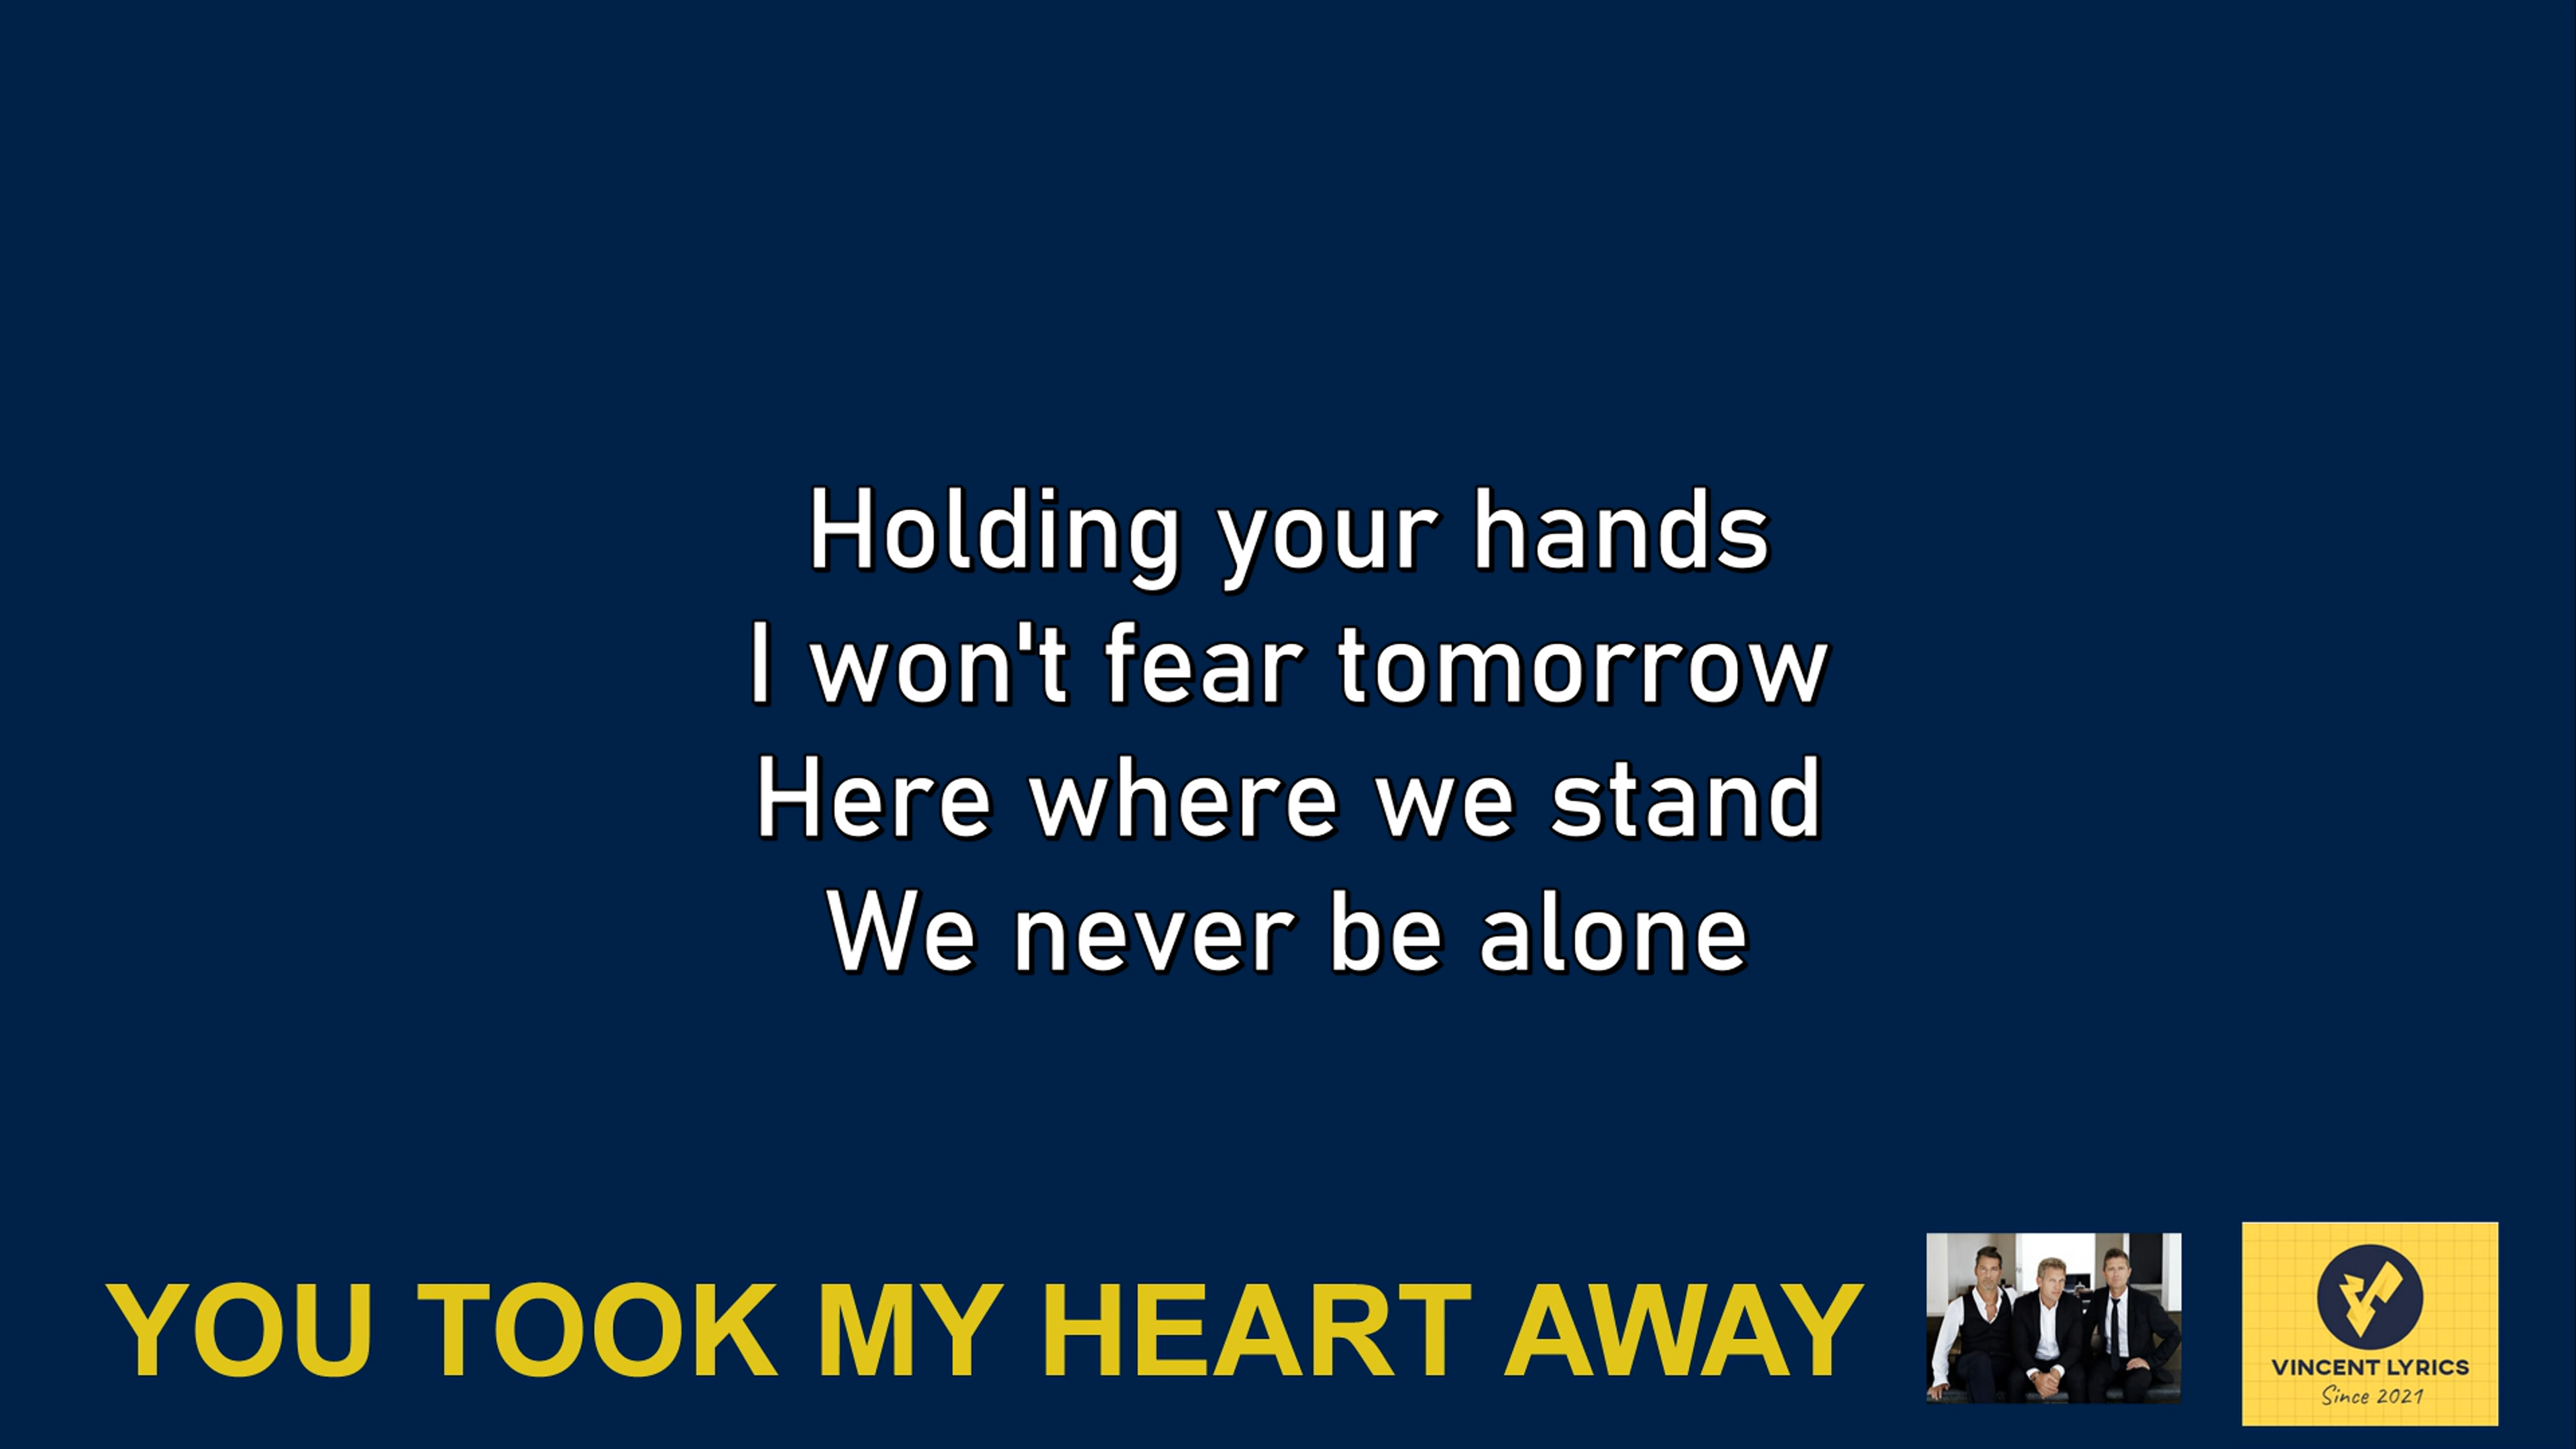 Holding your hands
I won't fear tomorrow
Here where we stand
We never be alone
YOU TOOK MY HEART AWAY
VINCENT LYRICS
Since 2021